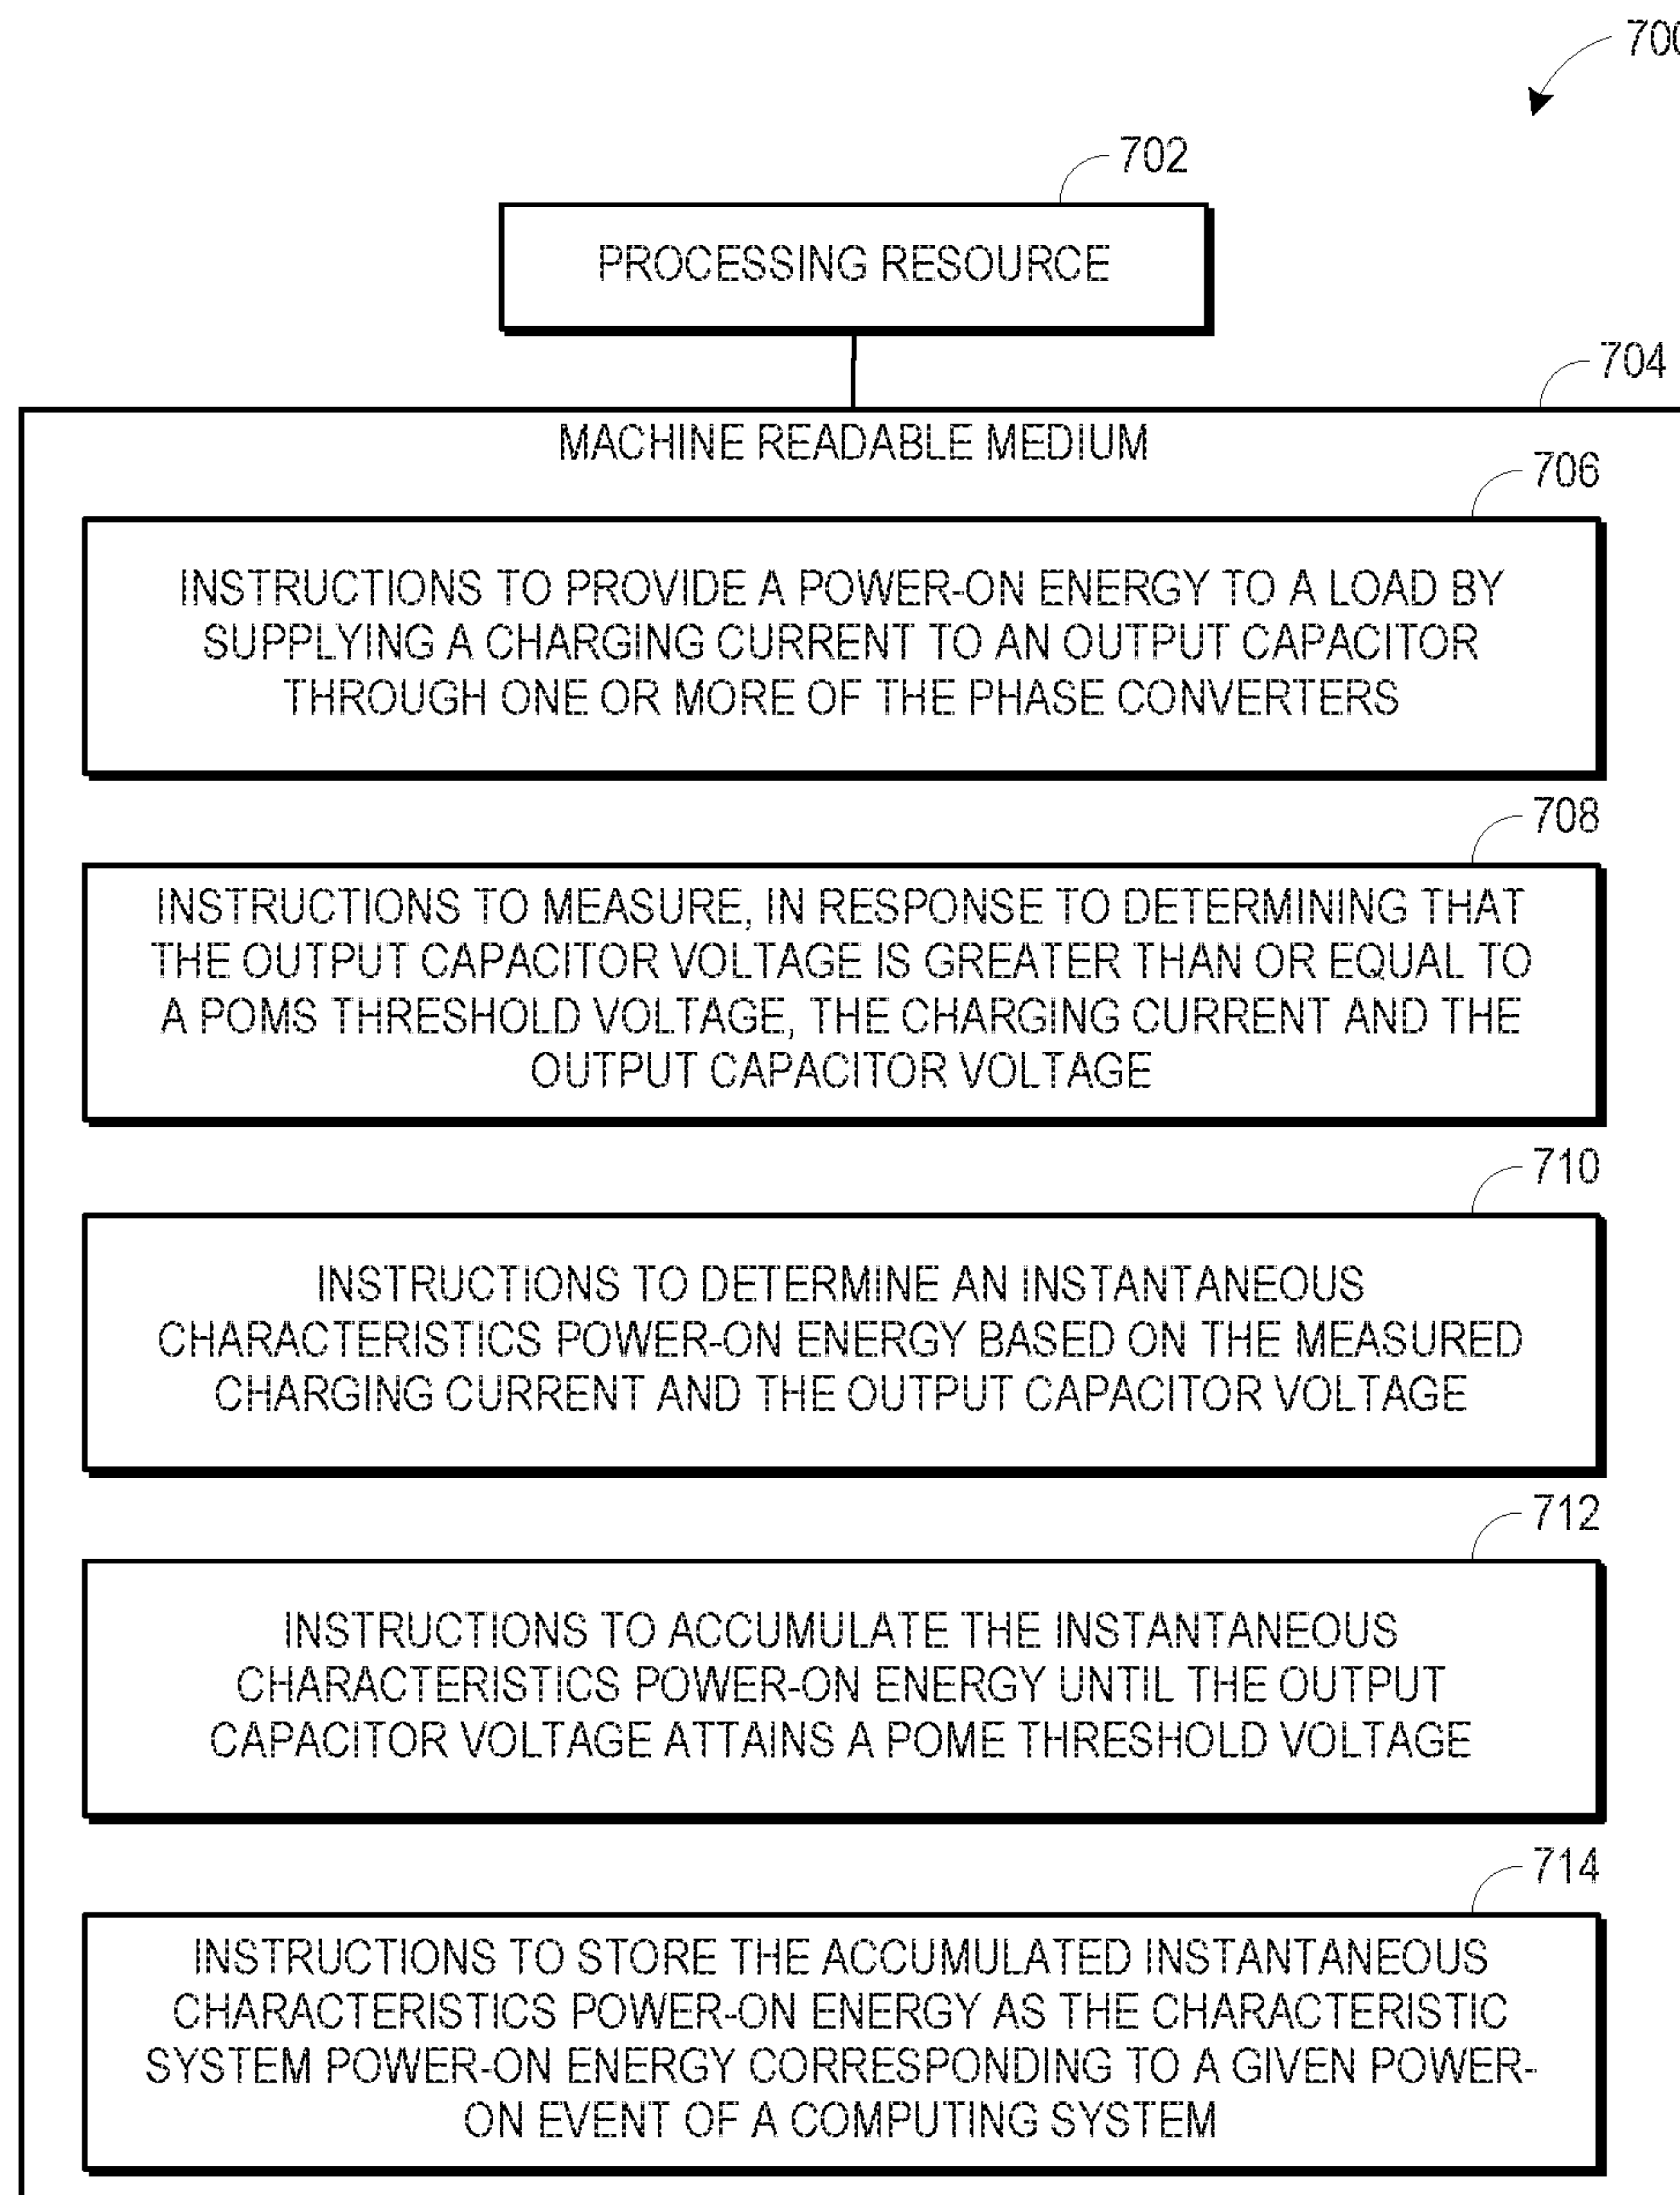 700
702
PROCESSING RESOURCE
704
MACHINE READABLE MEDIUM
706
INSTRUCTIONS TO PROVIDE A POWER-ON ENERGY TO A LOAD BY
SUPPLYING A CHARGING CURRENT TO AN OUTPUT CAPACITOR
THROUGH ONE OR MORE OF THE PHASE CONVERTERS
708
INSTRUCTIONS TO MEASURE, IN RESPONSE TO DETERMINING THAT
THE OUTPUT CAPACITOR VOLTAGE IS GREATER THAN OR EQUAL TO
A POMS THRESHOLD VOLTAGE, THE CHARGING CURRENT AND THE
OUTPUT CAPACITOR VOLTAGE
710
INSTRUCTIONS TO DETERMINE AN INSTANTANEOUS
CHARACTERISTICS POWER-ON ENERGY BASED ON THE MEASURED
CHARGING CURRENT AND THE OUTPUT CAPACITOR VOLTAGE
712
INSTRUCTIONS TO ACCUMULATE THE INSTANTANEOUS
CHARACTERISTICS POWER-ON ENERGY UNTIL THE OUTPUT
CAPACITOR VOLTAGE ATTAINS A POME THRESHOLD VOLTAGE
714
INSTRUCTIONS TO STORE THE ACCUMULATED INSTANTANEOUS
CHARACTERISTICS POWER-ON ENERGY AS THE CHARACTERISTIC
SYSTEM POWER-ON ENERGY CORRESPONDING TO A GIVEN POWER-
ON EVENT OF A COMPUTING SYSTEM